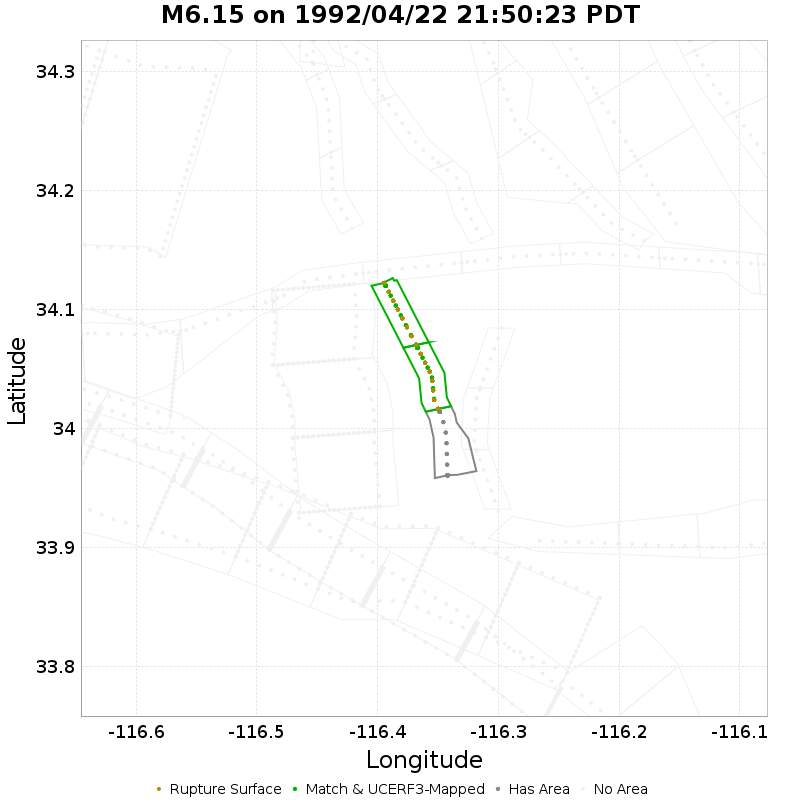 M6.15 on 1992/04/22 21:50:23 PDT
34.3
34.2
34.1
34
33.9
33.8
Latitude
-116.6 -116.5 -116.4 -116.3 -116.2 -116.1
Longitude
Rupture Surface Match & UCERF3-Mapped Has Area No Area